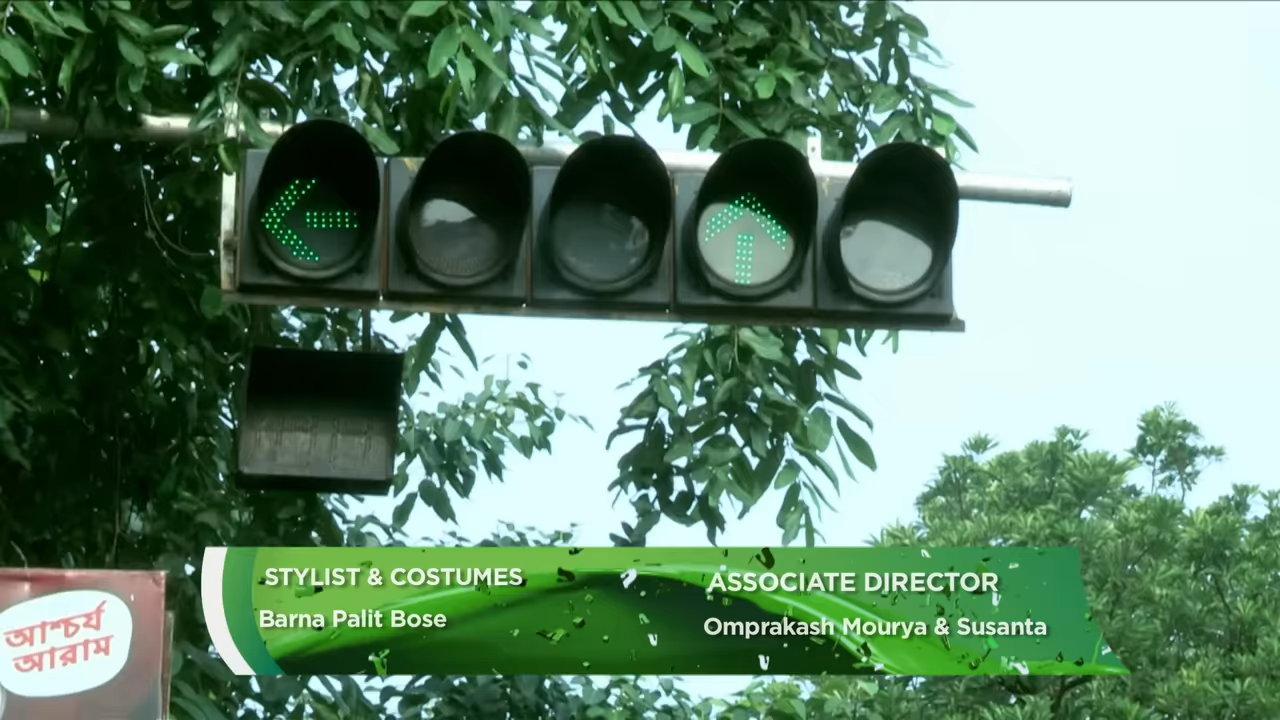 STYLIST & COSTUMES
Barna Palit Bose
ASSOCIATE DIRECTOR
Omprakash Mourya & Susanta
আশ্চর্য
আরাম